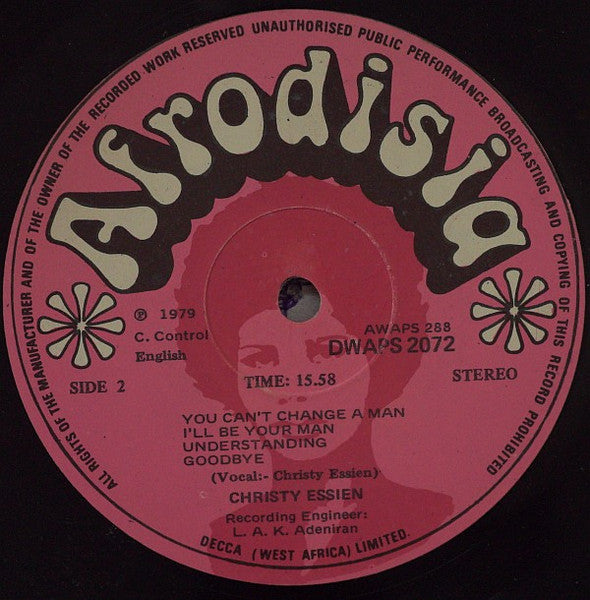 ALL RIGHTS OF THE MANUFACTURER AND OF THE OWNER OF THE RECORDED WORK RESERVED UNAUTHORISED PUBLIC PERFORMANCE BROADCASTING AND COPYING OF THIS RECORD PROHIBITED
Afrodisia
℗ 1979
C. Control
English
AWAPS 288
DWAPS 2072
SIDE 2
TIME: 15.58
STEREO
YOU CAN'T CHANGE A MAN
I'LL BE YOUR MAN
UNDERSTANDING
GOODBYE
(Vocal:- Christy Essien)
CHRISTY ESSIEN
Recording Engineer:
L. A. K Adeniran
DECCA (WEST AFRICA) LIMITED.